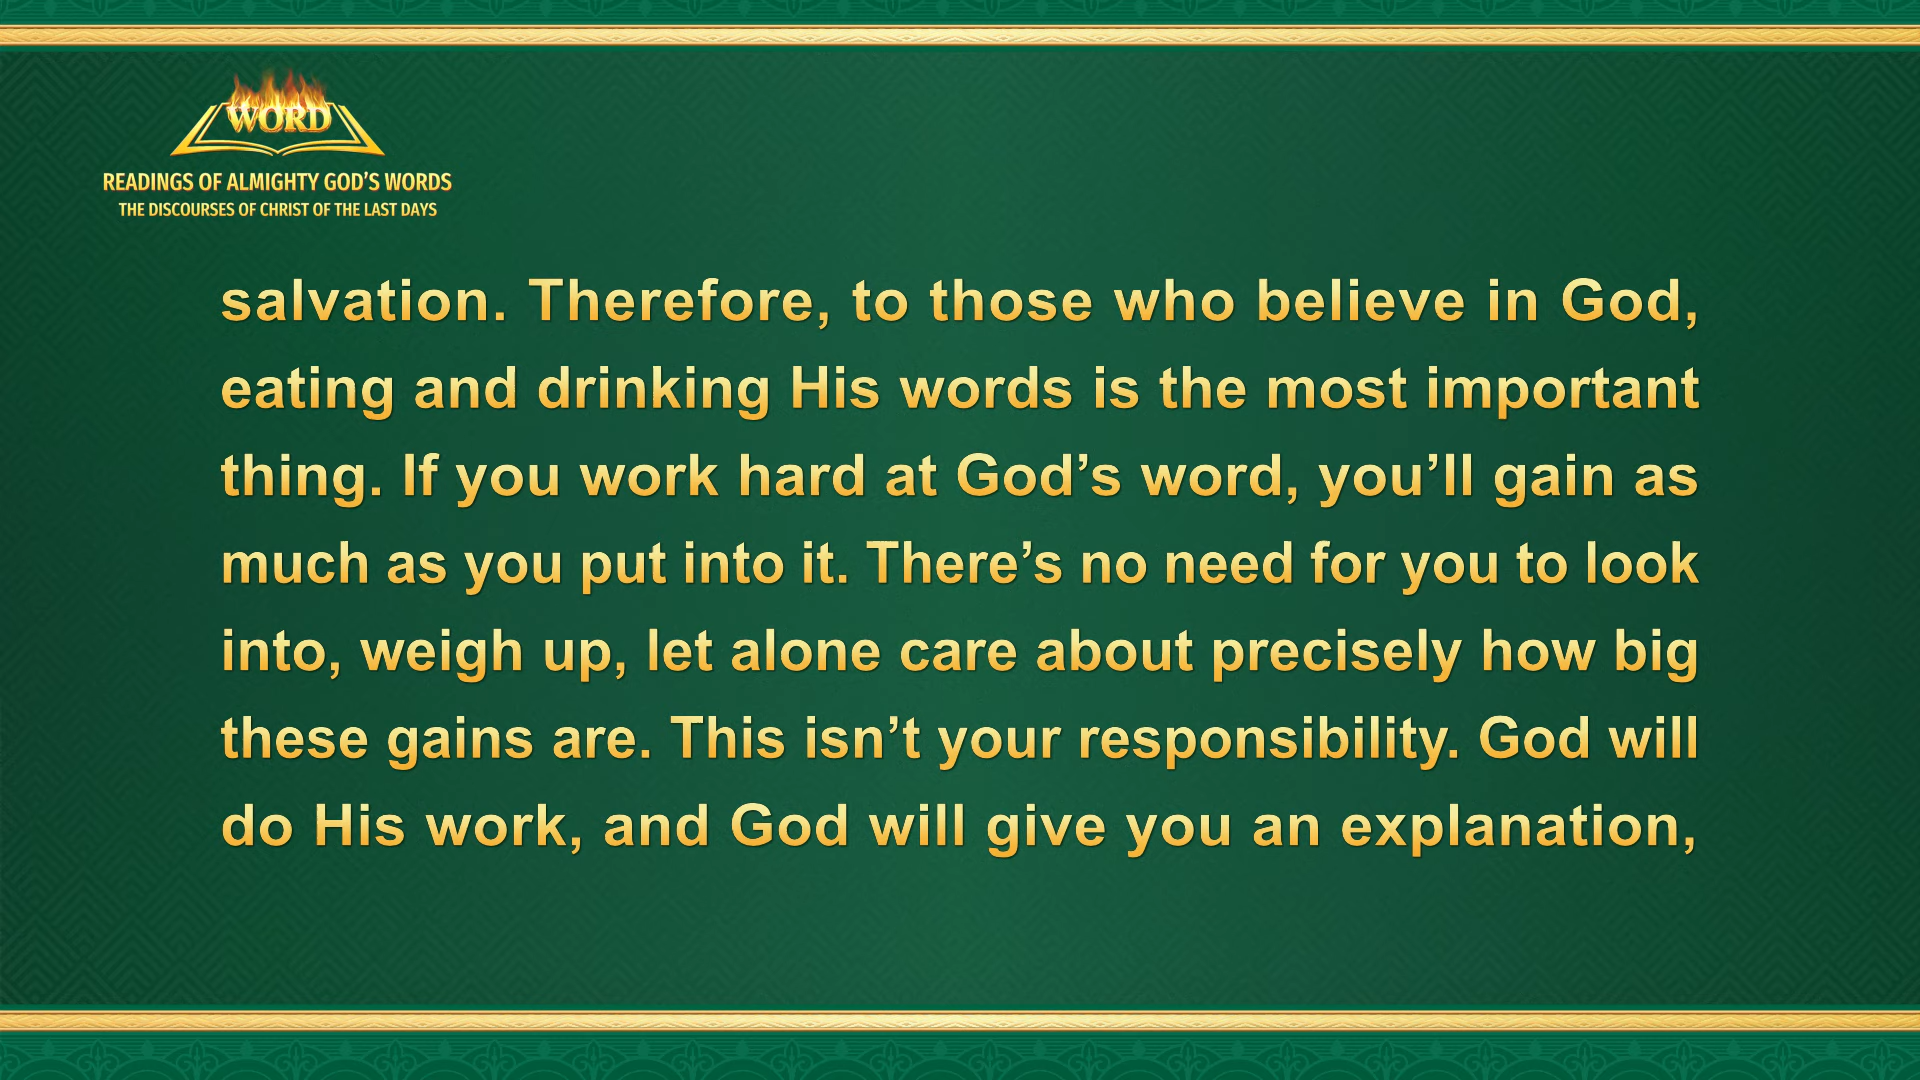 WORD
READINGS OF ALMIGHTY GOD’S WORDS
THE DISCOURSES OF CHRIST OF THE LAST DAYS
salvation. Therefore, to those who believe in God,
eating and drinking His words is the most important
thing. If you work hard at God’s word, you’ll gain as
much as you put into it. There’s no need for you to look
into, weigh up, let alone care about precisely how big
these gains are. This isn’t your responsibility. God will
do His work, and God will give you an explanation,